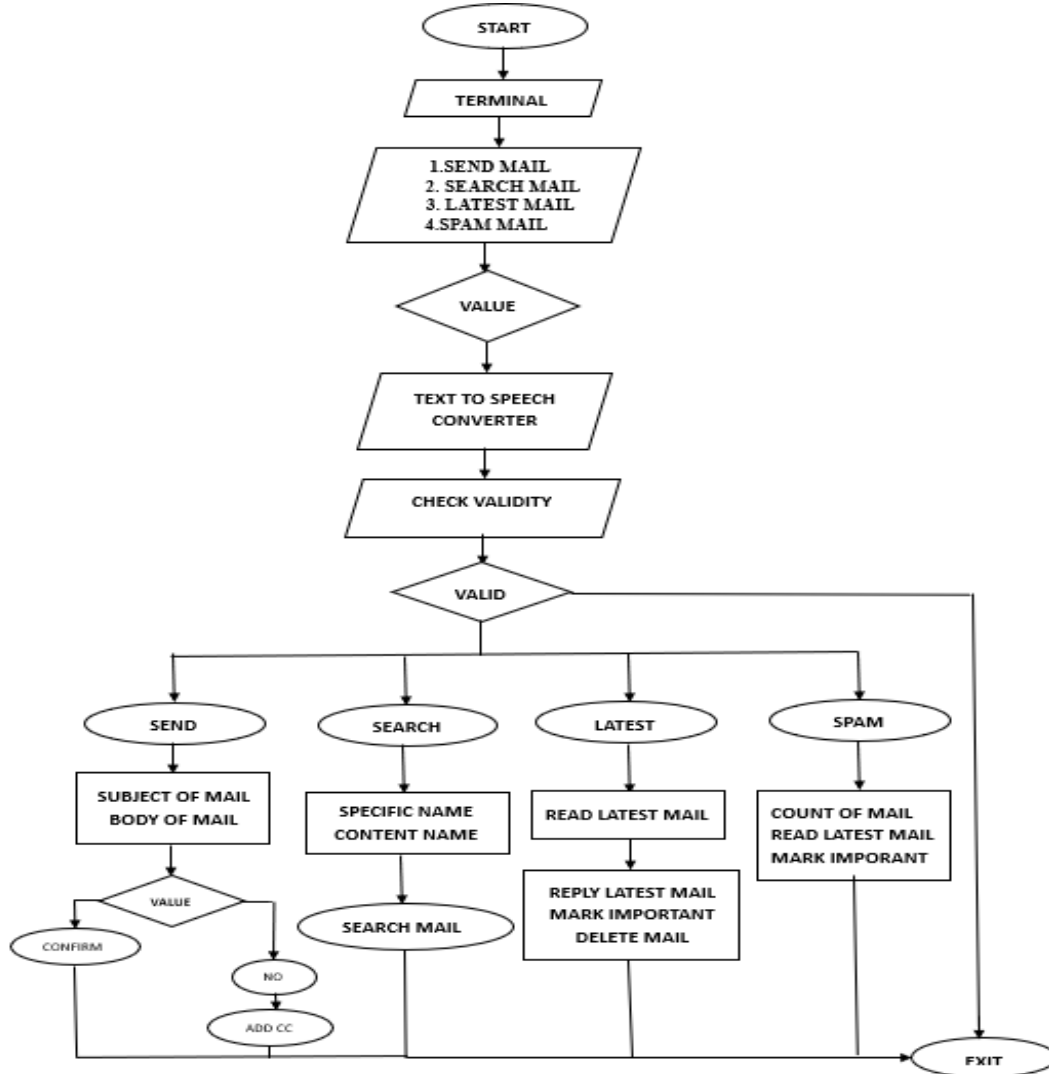 START
TERMINAL
1.SEND MAIL
2. SEARCH MAIL
3. LATEST MAIL
4.SPAM MAIL
VALUE
TEXT TO SPEECH
CONVERTER
CHECK VALIDITY
VALID
SEND
SEARCH
LATEST
SPAM
SUBJECT OF MAIL
BODY OF MAIL
SPECIFIC NAME
CONTENT NAME
READ LATEST MAIL
COUNT OF MAIL
READ LATEST MAIL
MARK IMPORANT
VALUE
REPLY LATEST MAIL
MARK IMPORTANT
DELETE MAIL
SEARCH MAIL
CONFIRM
NO
ADD CC
EXIT